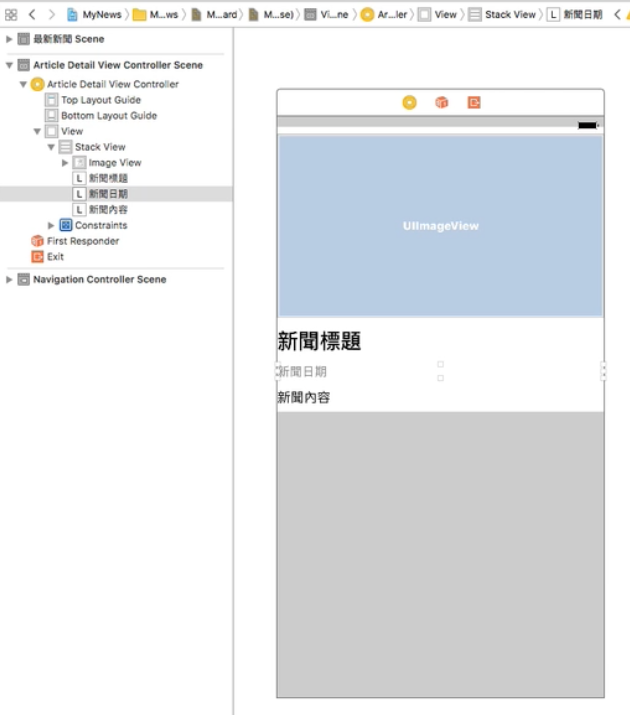 MyNews M...ws M...ard M...se) Vi...ne Ar...ler View Stack View L 新聞日期
最新新聞 Scene
Article Detail View Controller Scene
Article Detail View Controller
Top Layout Guide
Bottom Layout Guide
View
Stack View
Image View
L 新聞標題
L 新聞日期
L 新聞內容
Constraints
First Responder
Exit
Navigation Controller Scene
UIImageView
新聞標題
新聞日期
新聞內容